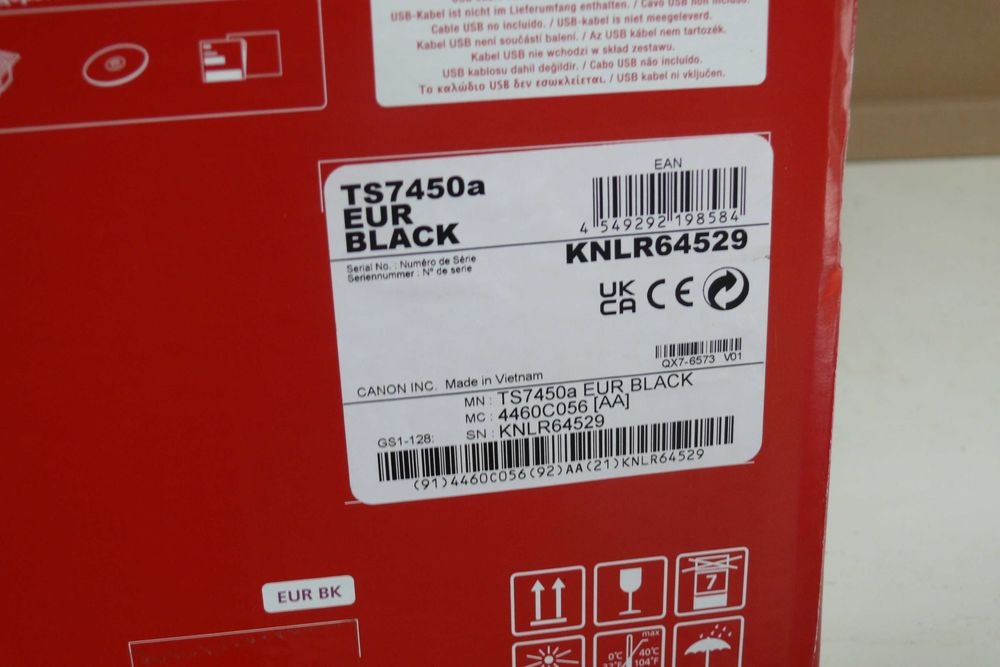 USB-Kabel ist nicht im Lieferumfang enthalten. / Cavo USB non incluso.
Cable USB no incluido. / USB-kabel is niet meegeleverd.
Kabel USB není součástí balení. / Az USB kábel nem tartozék.
Kabel USB nie wchodzi w skład zestawu.
USB kablosu dahil değildir. / Cabo USB não incluído.
Το καλώδιο USB δεν εσωκλείεται. / USB kabel ni vključen.
TS7450a
EUR
BLACK
EAN
4 549292 198584
Serial No. : Numéro de Série
Seriennummer : N° de serie
KNLR64529
UK
CA CE
QX7-6573 V01
CANON INC. Made in Vietnam
MN : TS7450a EUR BLACK
MC : 4460C056 [AA]
SN : KNLR64529
GS1-128:
(91)4460C056(92)AA(21)KNLR64529
EUR BK
7
max
0°C 40°C
32°F 104°F